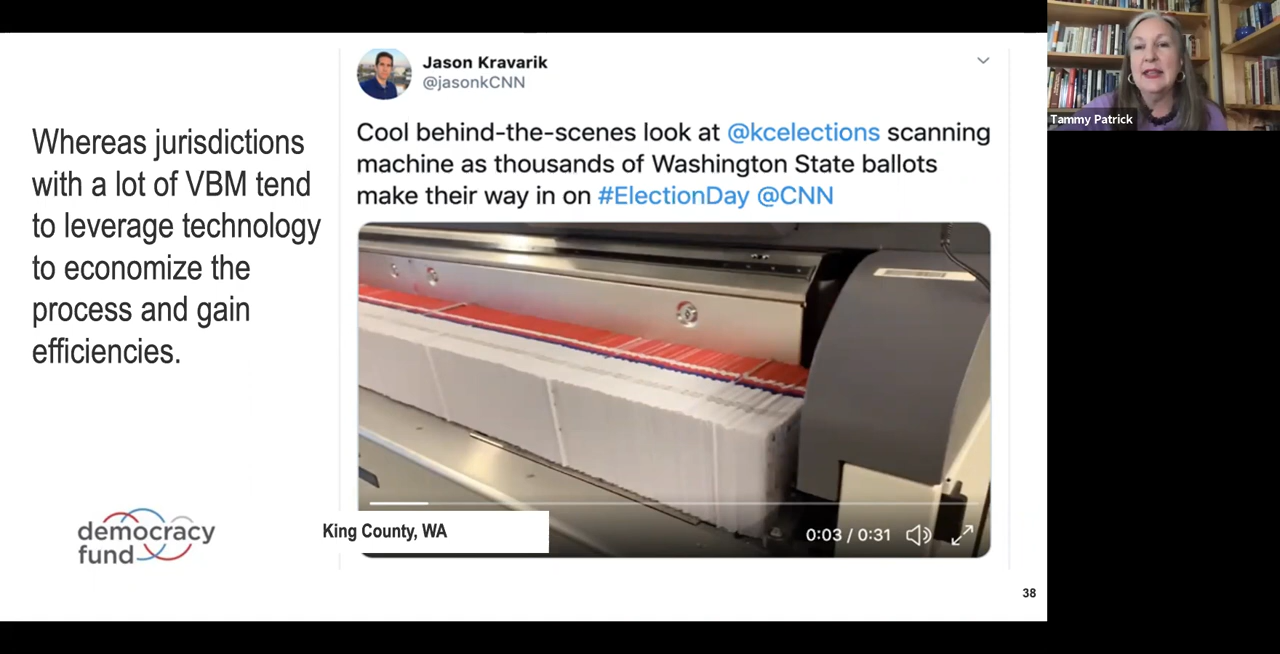 Jason Kravarik
@jasonkCNN
Whereas jurisdictions
with a lot of VBM tend
to leverage technology
to economize the
process and gain
efficiencies.
Cool behind-the-scenes look at @kcelections scanning
machine as thousands of Washington State ballots
make their way in on #ElectionDay @CNN
King County, WA
0:03 / 0:31
democracy
fund
38
Tammy Patrick